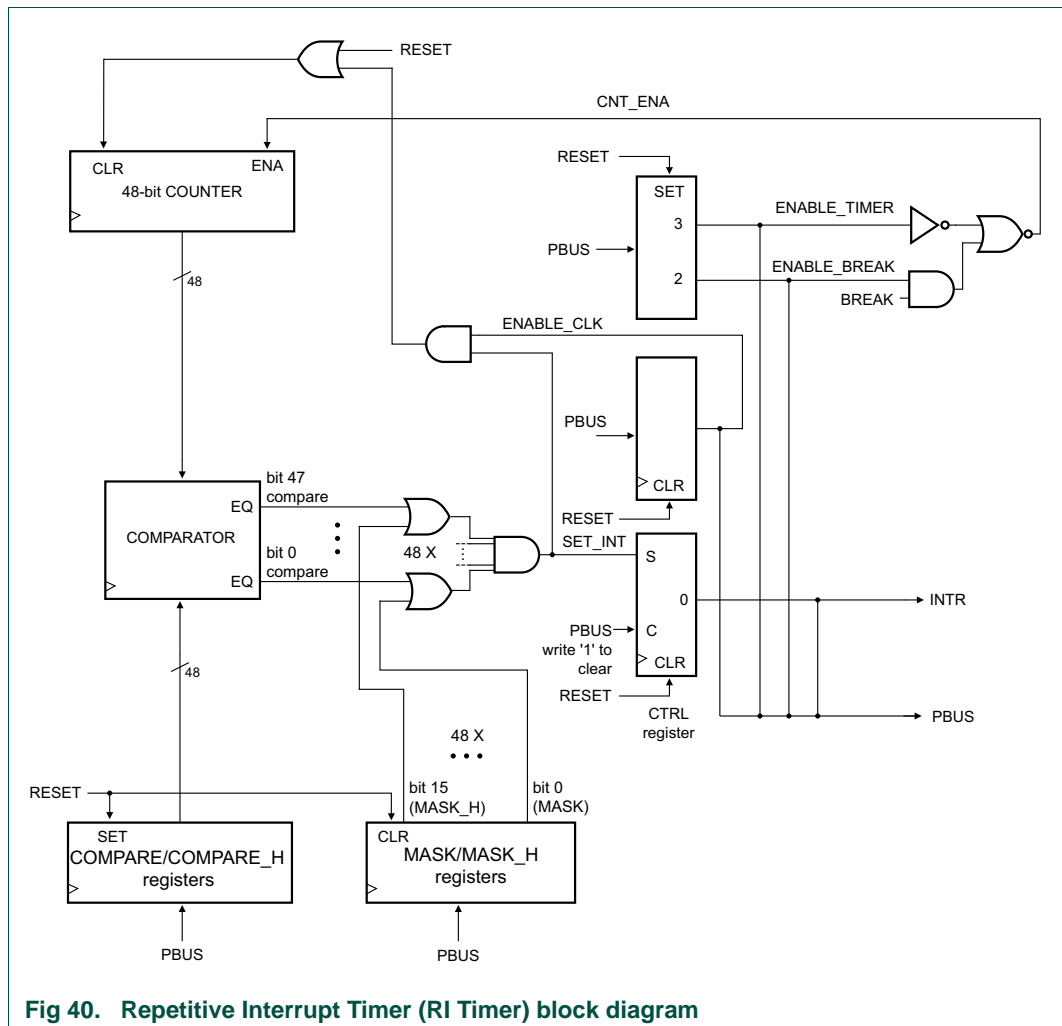 RESET
CNT_ENA
CLR
ENA
48-bit COUNTER
RESET
SET
3
ENABLE_TIMER
PBUS
48
2
ENABLE_BREAK
BREAK
ENABLE_CLK
PBUS
CLR
RESET
bit 47
compare
EQ
COMPARATOR
48 X
SET_INT
S
bit 0
compare
EQ
0
INTR
PBUS
write '1' to
clear
C
CLR
48
RESET
CTRL
register
PBUS
48 X
RESET
bit 15
(MASK_H)
bit 0
(MASK)
SET
COMPARE/COMPARE_H
registers
CLR
MASK/MASK_H
registers
PBUS
PBUS
Fig 40. Repetitive Interrupt Timer (RI Timer) block diagram